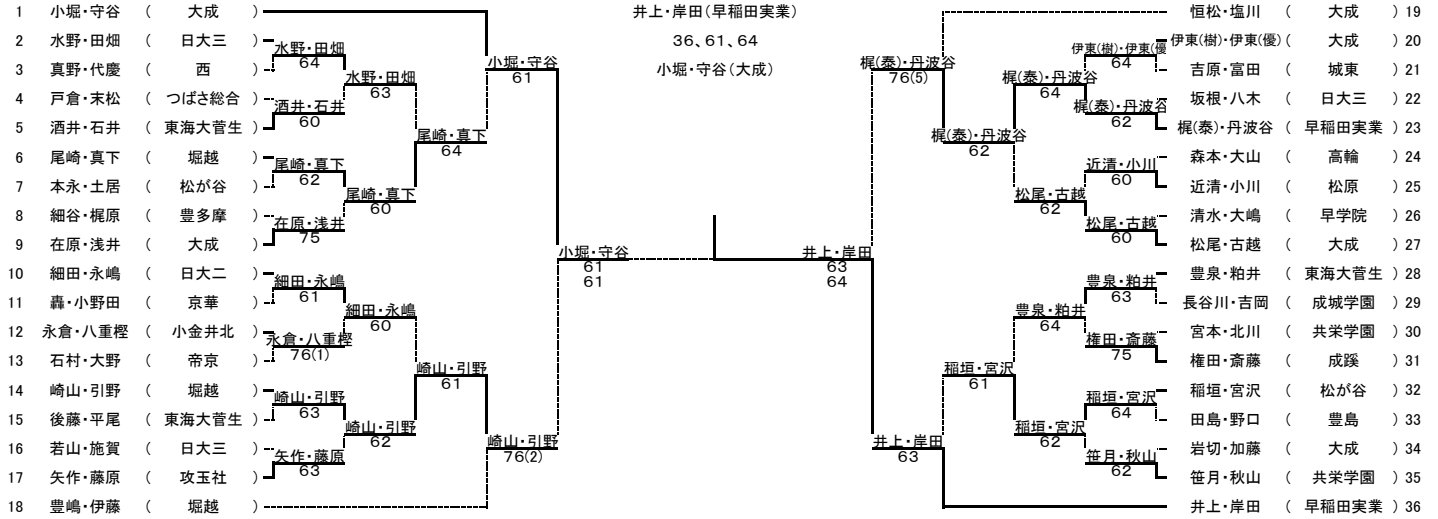 井上・岸田(早稲田実業)
36、61、64
小堀・守谷(大成)
1 小堀・守谷 ( 大成 )
2 水野・田畑 ( 日大三 )
3 真野・代慶 ( 西 )
4 戸倉・末松 ( つばさ総合 )
5 酒井・石井 ( 東海大菅生 )
6 尾崎・真下 ( 堀越 )
7 本永・土居 ( 松が谷 )
8 細谷・梶原 ( 豊多摩 )
9 在原・浅井 ( 大成 )
10 細田・永嶋 ( 日大二 )
11 轟・小野田 ( 京華 )
12 永倉・八重樫 ( 小金井北 )
13 石村・大野 ( 帝京 )
14 崎山・引野 ( 堀越 )
15 後藤・平尾 ( 東海大菅生 )
16 若山・施賀 ( 日大三 )
17 矢作・藤原 ( 攻玉社 )
18 豊嶋・伊藤 ( 堀越 )
水野・田畑
64
酒井・石井
60
尾崎・真下
62
在原・浅井
75
細田・永嶋
61
永倉・八重樫
76(1)
崎山・引野
63
矢作・藤原
63
水野・田畑
63
尾崎・真下
60
細田・永嶋
60
崎山・引野
62
尾崎・真下
64
崎山・引野
61
小堀・守谷
61
崎山・引野
76(2)
小堀・守谷
61
61
井上・岸田
63
64
梶(泰)・丹波谷
76(5)
井上・岸田
63
梶(泰)・丹波谷
62
稲垣・宮沢
61
梶(泰)・丹波谷
64
松尾・古越
62
豊泉・粕井
64
稲垣・宮沢
62
伊東(樹)・伊東(優
64
梶(泰)・丹波谷
62
近清・小川
60
松尾・古越
60
豊泉・粕井
63
権田・斎藤
75
稲垣・宮沢
64
笹月・秋山
62
恒松・塩川 ( 大成 ) 19
伊東(樹)・伊東(優) ( 大成 ) 20
吉原・富田 ( 城東 ) 21
坂根・八木 ( 日大三 ) 22
梶(泰)・丹波谷 ( 早稲田実業 ) 23
森本・大山 ( 高輪 ) 24
近清・小川 ( 松原 ) 25
清水・大嶋 ( 早学院 ) 26
松尾・古越 ( 大成 ) 27
豊泉・粕井 ( 東海大菅生 ) 28
長谷川・吉岡 ( 成城学園 ) 29
宮本・北川 ( 共栄学園 ) 30
権田・斎藤 ( 成蹊 ) 31
稲垣・宮沢 ( 松が谷 ) 32
田島・野口 ( 豊島 ) 33
岩切・加藤 ( 大成 ) 34
笹月・秋山 ( 共栄学園 ) 35
井上・岸田 ( 早稲田実業 ) 36